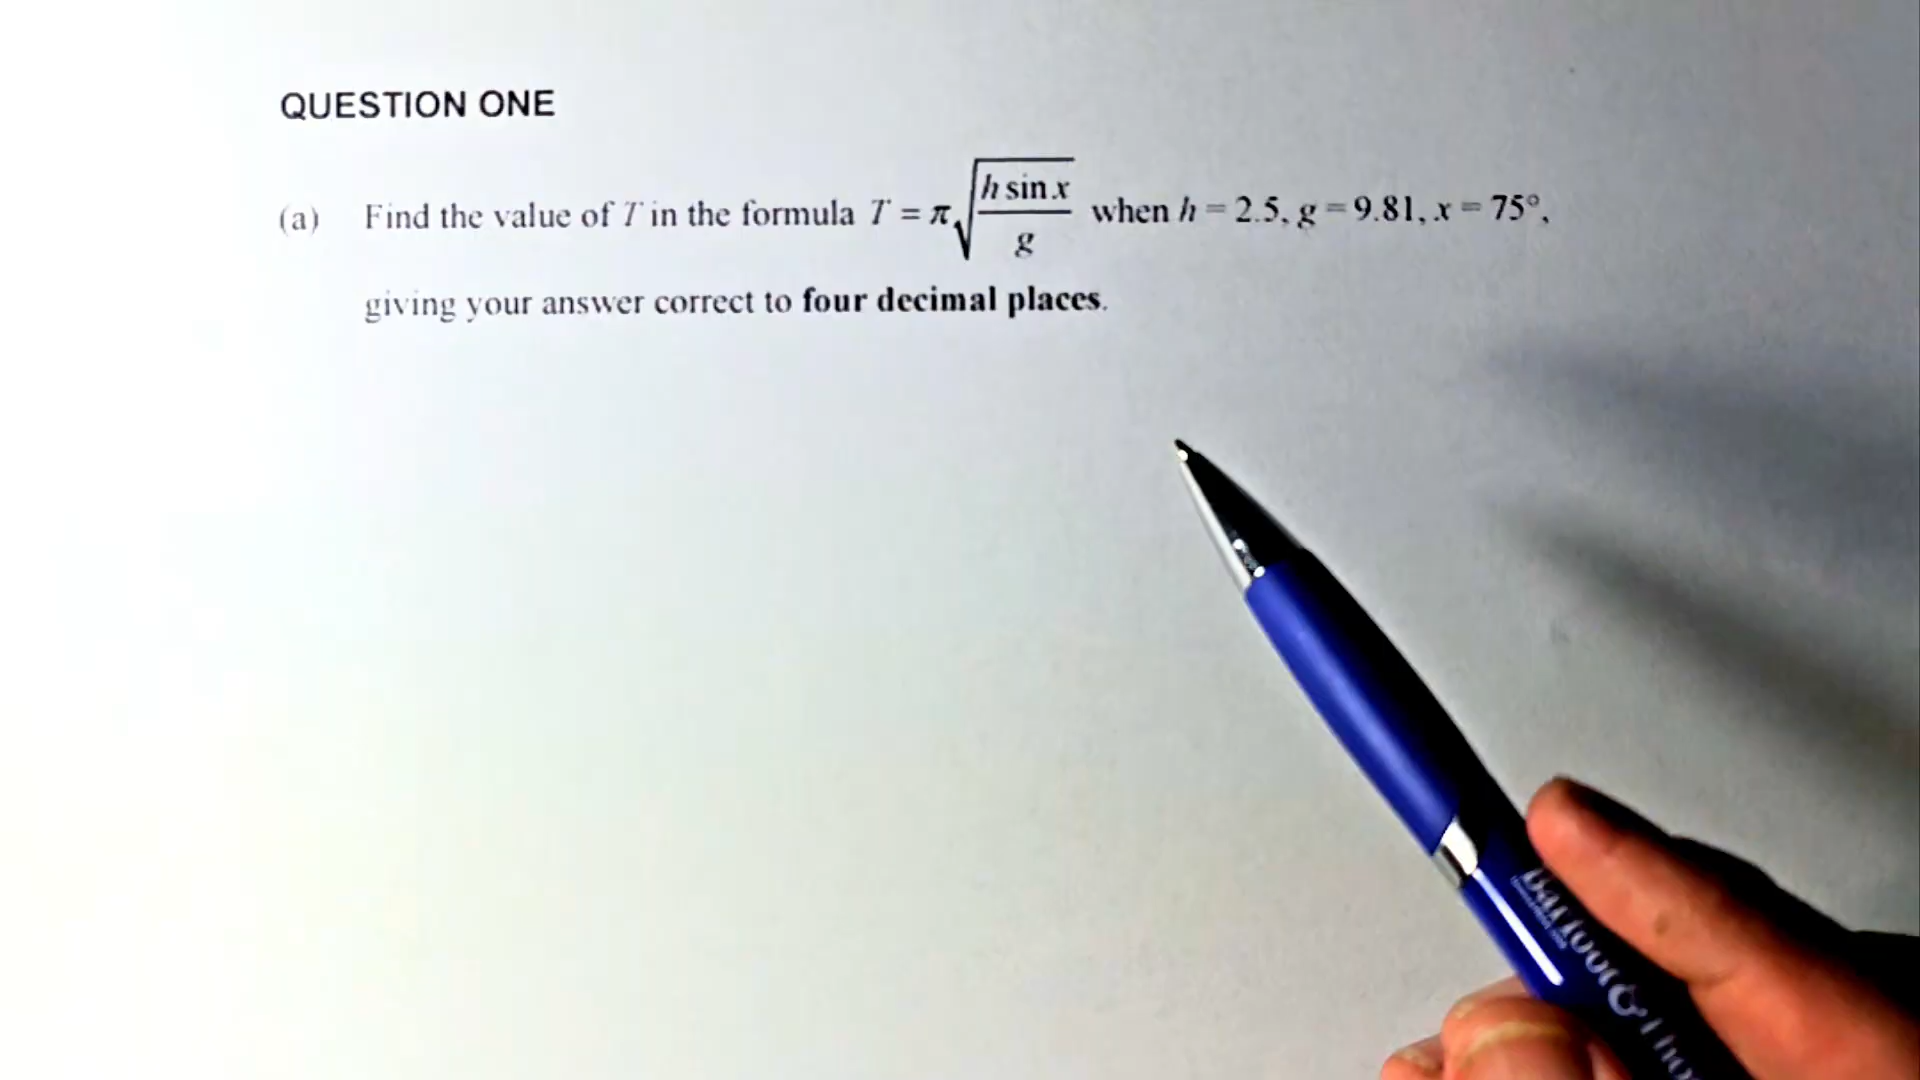 QUESTION ONE
(a) Find the value of T in the formula T = π√(h sin x / g) when h = 2.5, g = 9.81, x = 75°,
giving your answer correct to four decimal places.